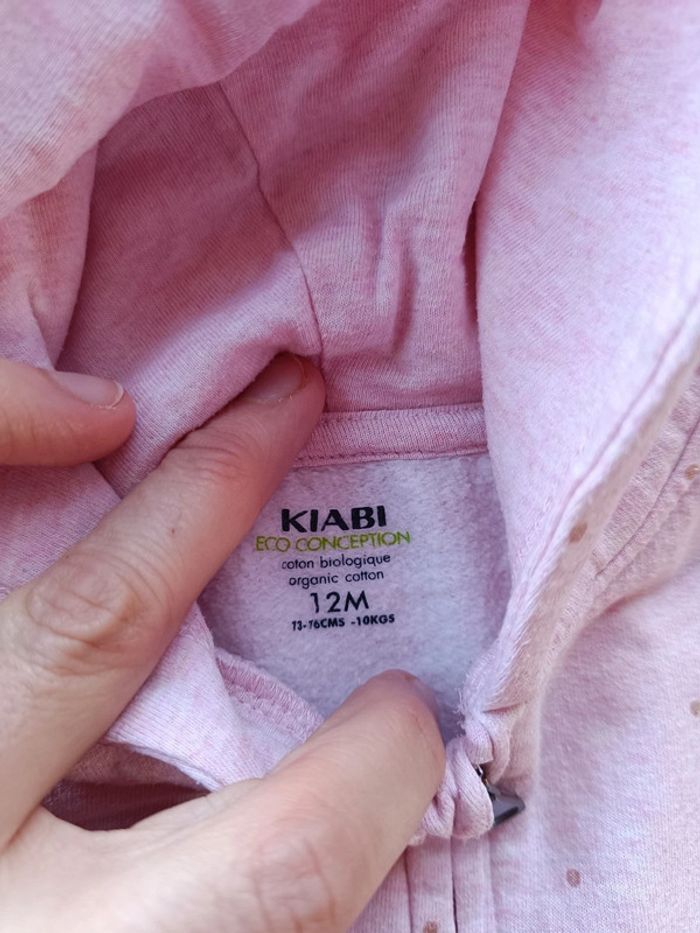 KIABI
ECO CONCEPTION
coton biologique
organic cotton
12M
73-76CMS -10KGS